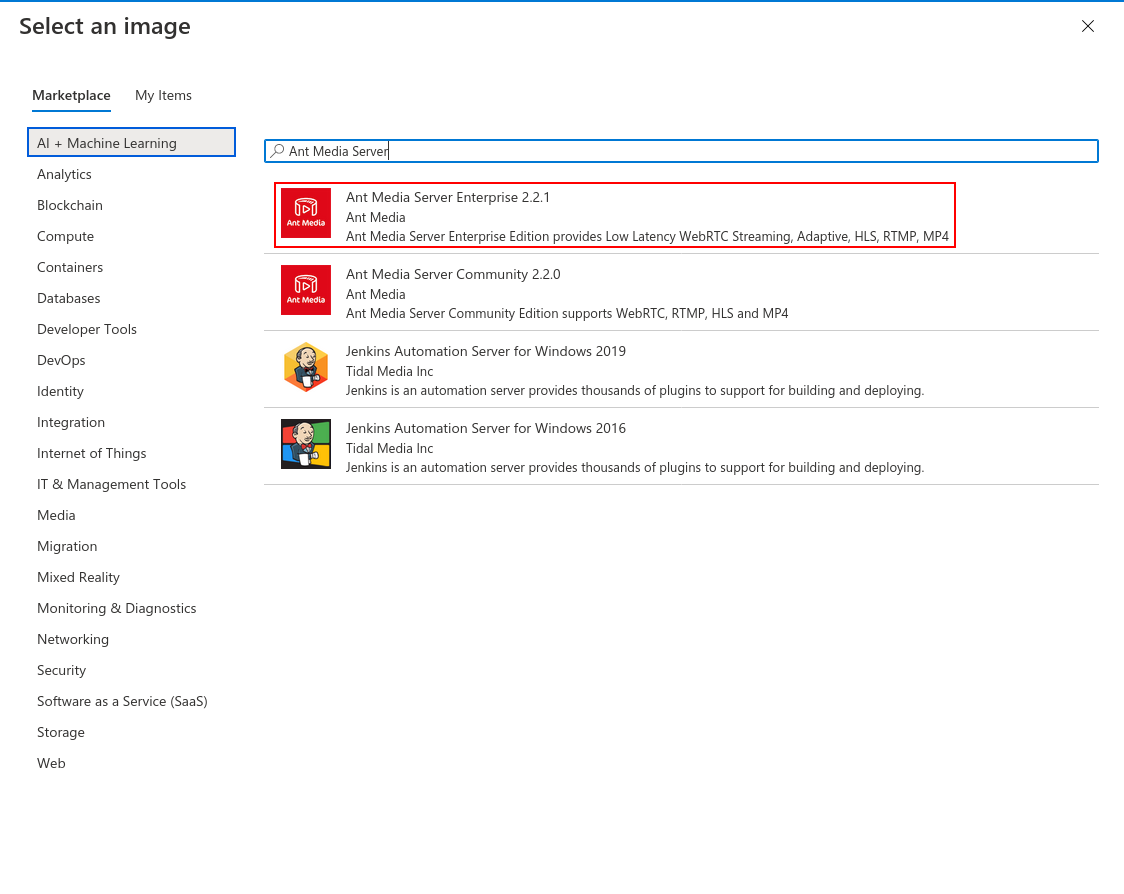 Select an image
Marketplace
My Items
AI + Machine Learning
Analytics
Blockchain
Compute
Containers
Databases
Developer Tools
DevOps
Identity
Integration
Internet of Things
IT & Management Tools
Media
Migration
Mixed Reality
Monitoring & Diagnostics
Networking
Security
Software as a Service (SaaS)
Storage
Web
Ant Media Server
Ant Media
Ant Media Server Enterprise 2.2.1
Ant Media
Ant Media Server Enterprise Edition provides Low Latency WebRTC Streaming, Adaptive, HLS, RTMP, MP4
Ant Media
Ant Media Server Community 2.2.0
Ant Media
Ant Media Server Community Edition supports WebRTC, RTMP, HLS and MP4
Jenkins Automation Server for Windows 2019
Tidal Media Inc
Jenkins is an automation server provides thousands of plugins to support for building and deploying.
Jenkins Automation Server for Windows 2016
Tidal Media Inc
Jenkins is an automation server provides thousands of plugins to support for building and deploying.